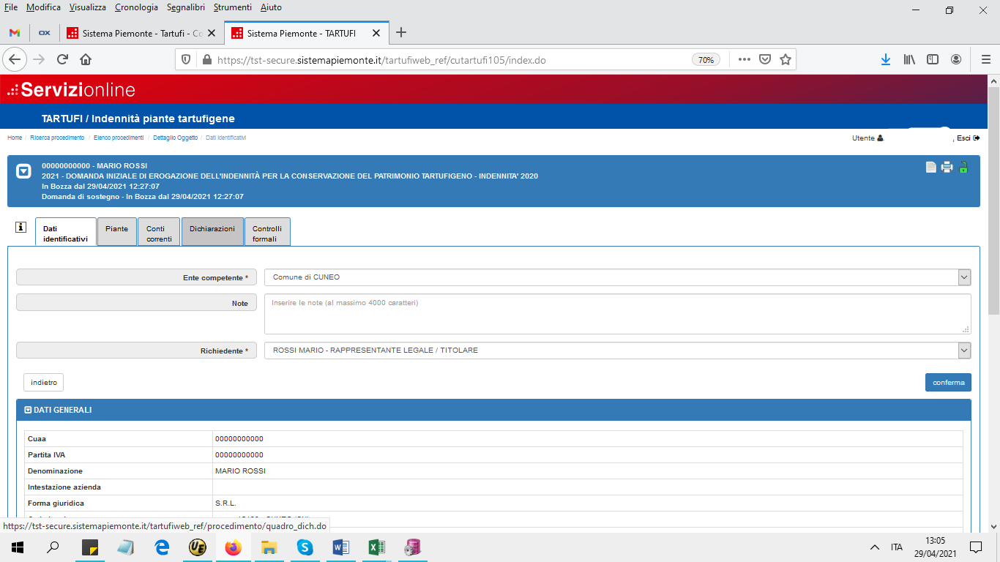 File Modifica Visualizza Cronologia Segnalibri Strumenti Aiuto
Sistema Piemonte - Tartufi - Co
Sistema Piemonte - TARTUFI
https://tst-secure.sistemapiemonte.it/tartufiweb_ref/cutartufi105/index.do
70%
Servizionline
TARTUFI / Indennità piante tartufigene
Home / Ricerca procedimento / Elenco procedimenti / Dettaglio Oggetto / Dati identificativi
Utente , Esci
00000000000 - MARIO ROSSI
2021 - DOMANDA INIZIALE DI EROGAZIONE DELL'INDENNITÀ PER LA CONSERVAZIONE DEL PATRIMONIO TARTUFIGENO - INDENNITA' 2020
In Bozza dal 29/04/2021 12:27:07
Domanda di sostegno - In Bozza dal 29/04/2021 12:27:07
Dati identificativi
Piante
Conti correnti
Dichiarazioni
Controlli formali
Ente competente * Comune di CUNEO
Note Inserire le note (al massimo 4000 caratteri)
Richiedente * ROSSI MARIO - RAPPRESENTANTE LEGALE / TITOLARE
indietro
conferma
DATI GENERALI
Cuaa 00000000000
Partita IVA 00000000000
Denominazione MARIO ROSSI
Intestazione azienda
Forma giuridica S.R.L.
https://tst-secure.sistemapiemonte.it/tartufiweb_ref/procedimento/quadro_dich.do
ITA
13:05
29/04/2021